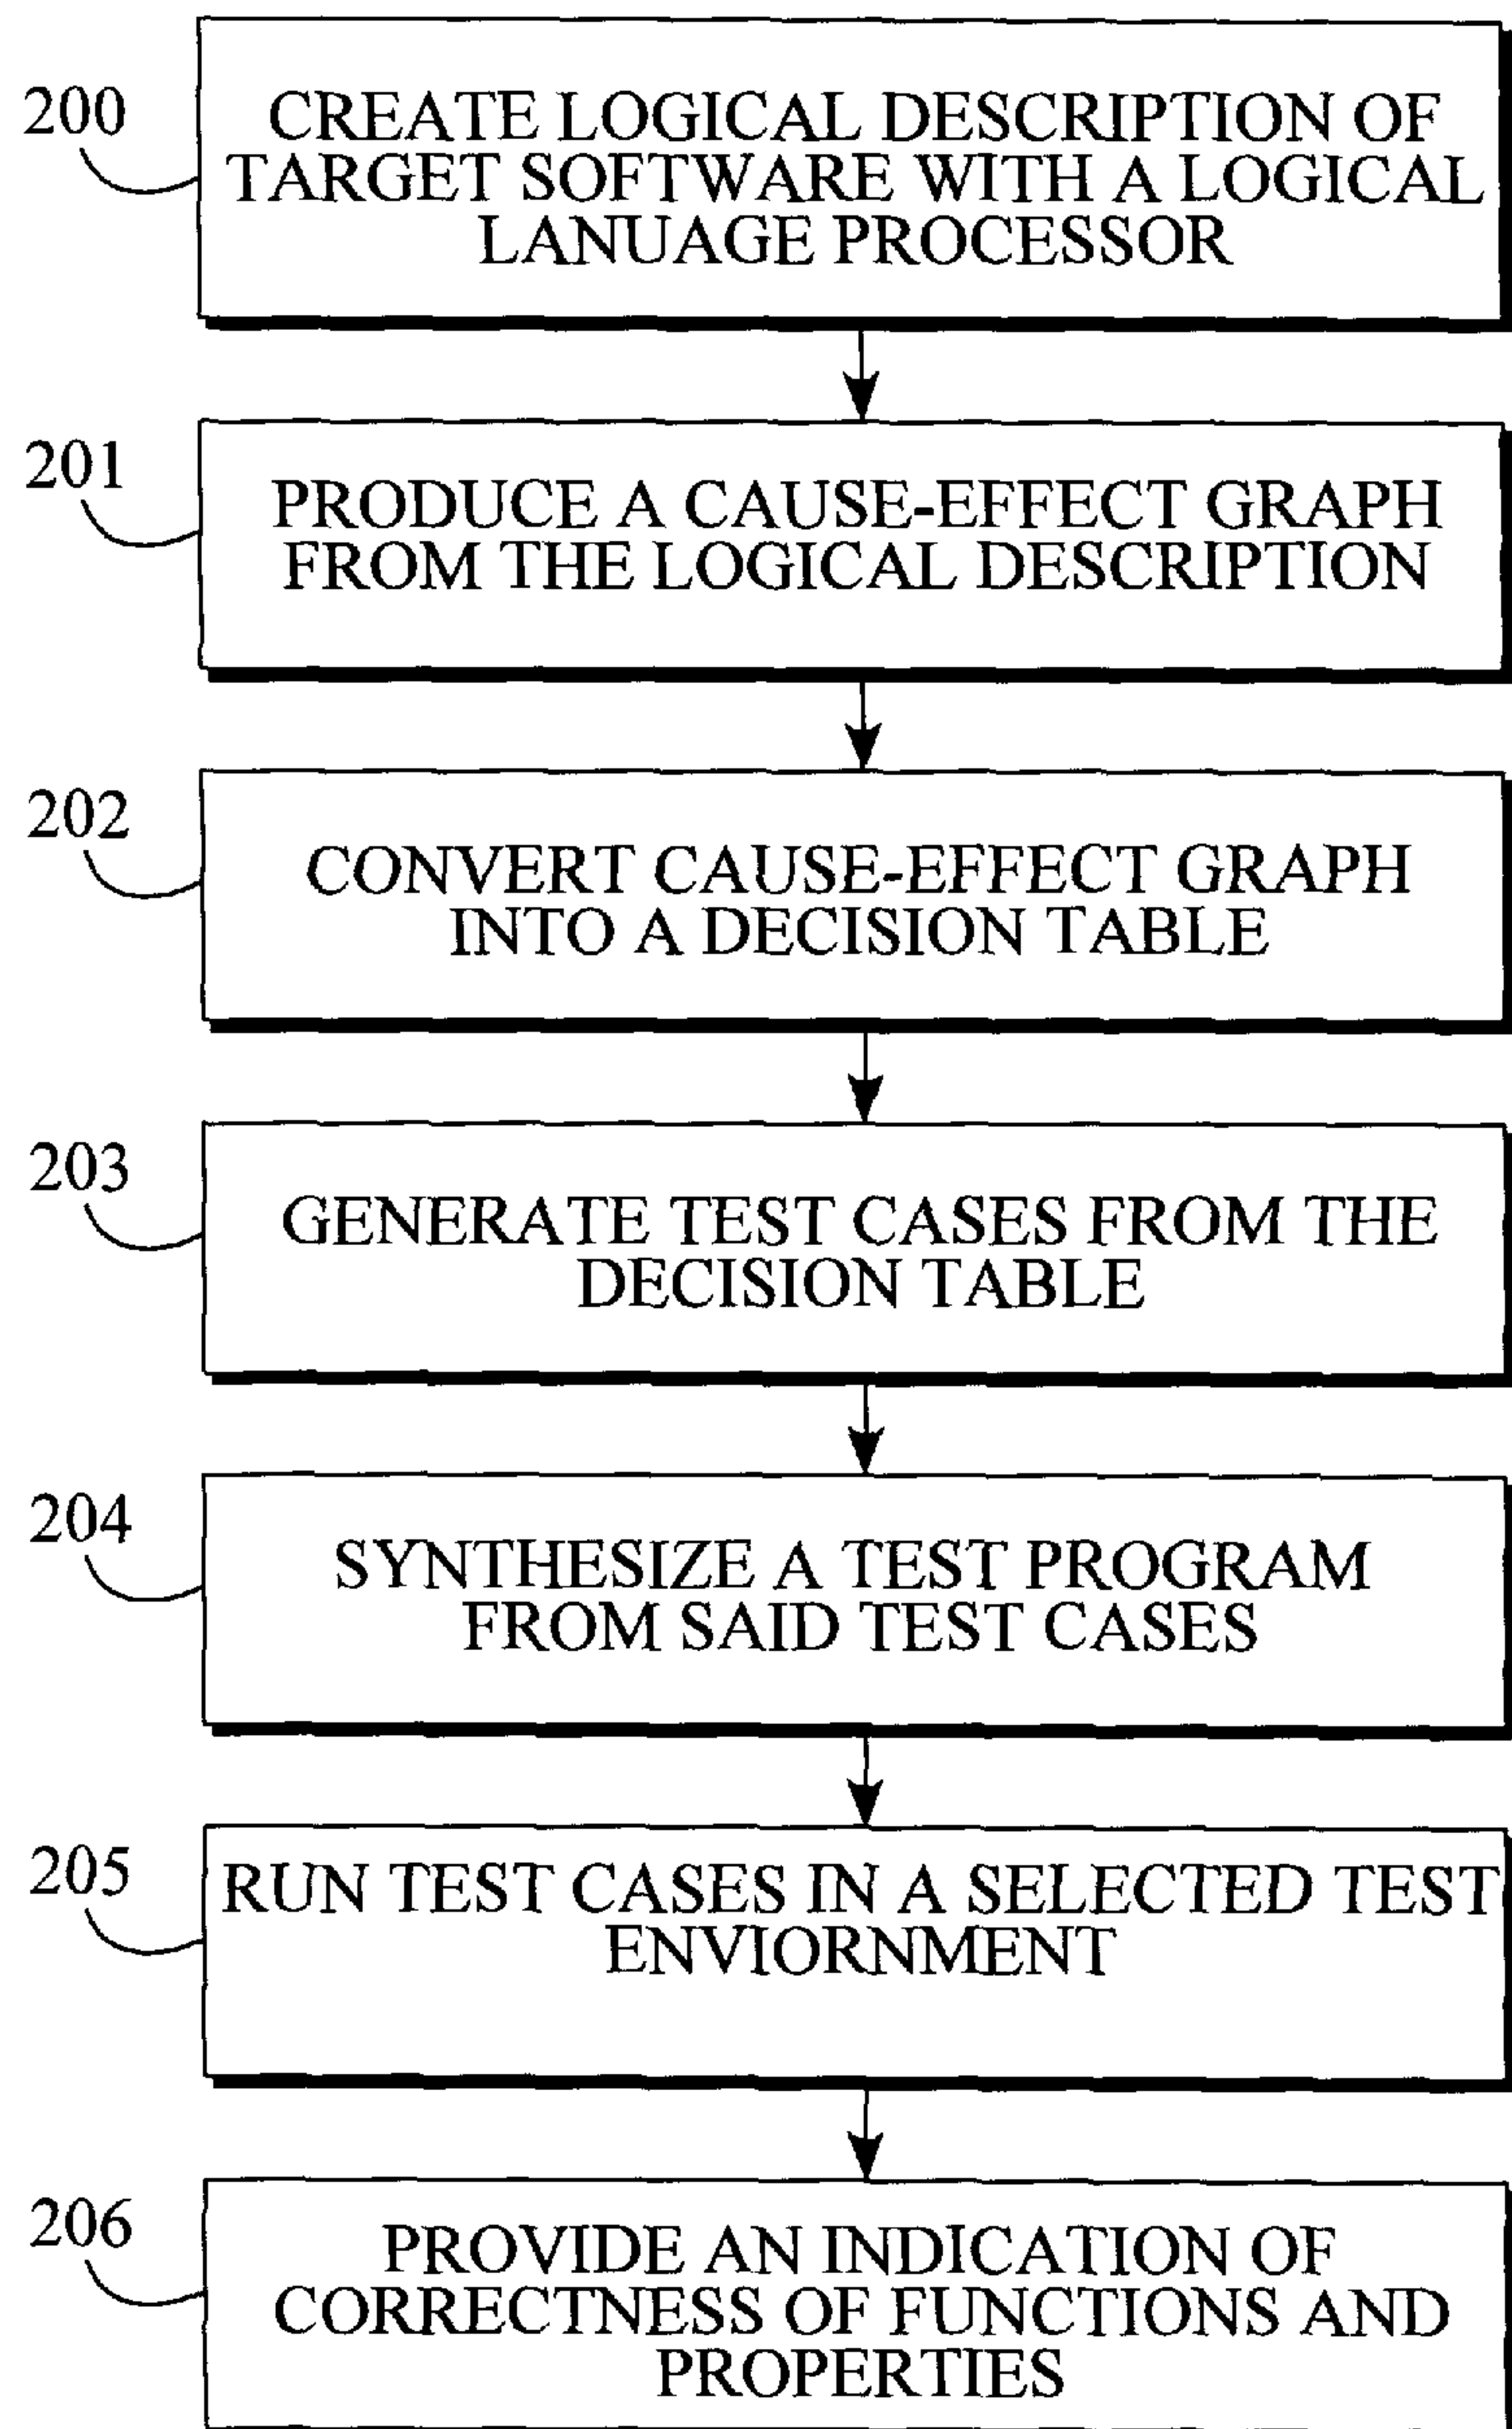 200
CREATE LOGICAL DESCRIPTION OF
TARGET SOFTWARE WITH A LOGICAL
LANUAGE PROCESSOR
201
PRODUCE A CAUSE-EFFECT GRAPH
FROM THE LOGICAL DESCRIPTION
202
CONVERT CAUSE-EFFECT GRAPH
INTO A DECISION TABLE
203
GENERATE TEST CASES FROM THE
DECISION TABLE
204
SYNTHESIZE A TEST PROGRAM
FROM SAID TEST CASES
205
RUN TEST CASES IN A SELECTED TEST
ENVIORNMENT
206
PROVIDE AN INDICATION OF
CORRECTNESS OF FUNCTIONS AND
PROPERTIES